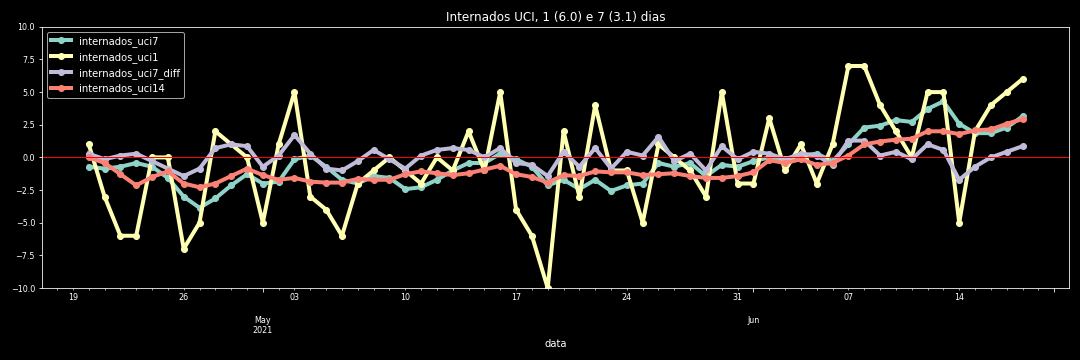 Internados UCI, 1 (6.0) e 7 (3.1) dias
10.0
7.5
5.0
2.5
0.0
−2.5
−5.0
−7.5
−10.0
internados_uci7
internados_uci1
internados_uci7_diff
internados_uci14
19 26 03 10 17 24 31 07 14
May Jun
2021
data